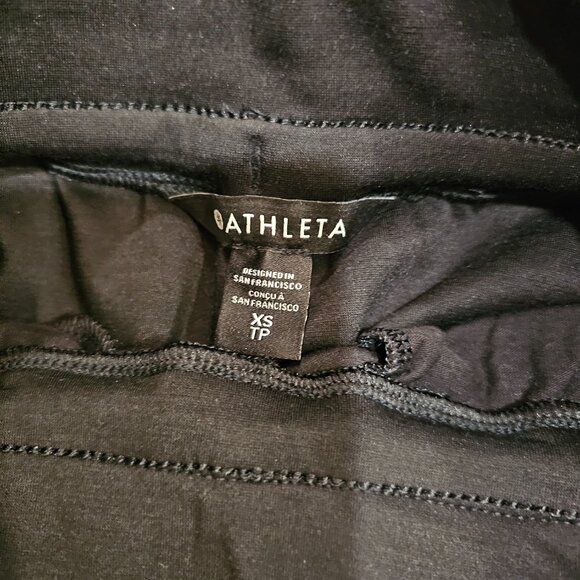 ATHLETA
DESIGNED IN
SAN FRANCISCO
CONÇU À
SAN FRANCISCO
XS
TP